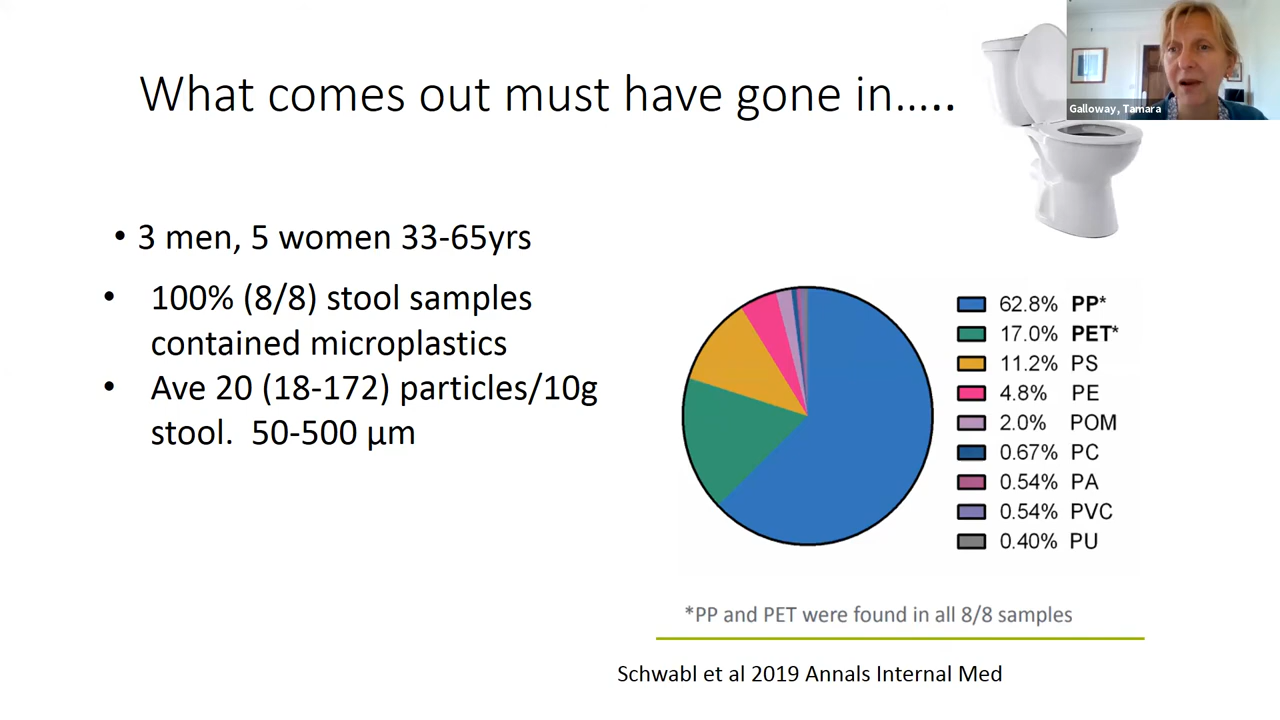 What comes out must have gone in…..
Galloway, Tamara
• 3 men, 5 women 33-65yrs
• 100% (8/8) stool samples
contained microplastics
• Ave 20 (18-172) particles/10g
stool.  50-500 µm
62.8% PP*
17.0% PET*
11.2% PS
4.8% PE
2.0% POM
0.67% PC
0.54% PA
0.54% PVC
0.40% PU
*PP and PET were found in all 8/8 samples
Schwabl et al 2019 Annals Internal Med